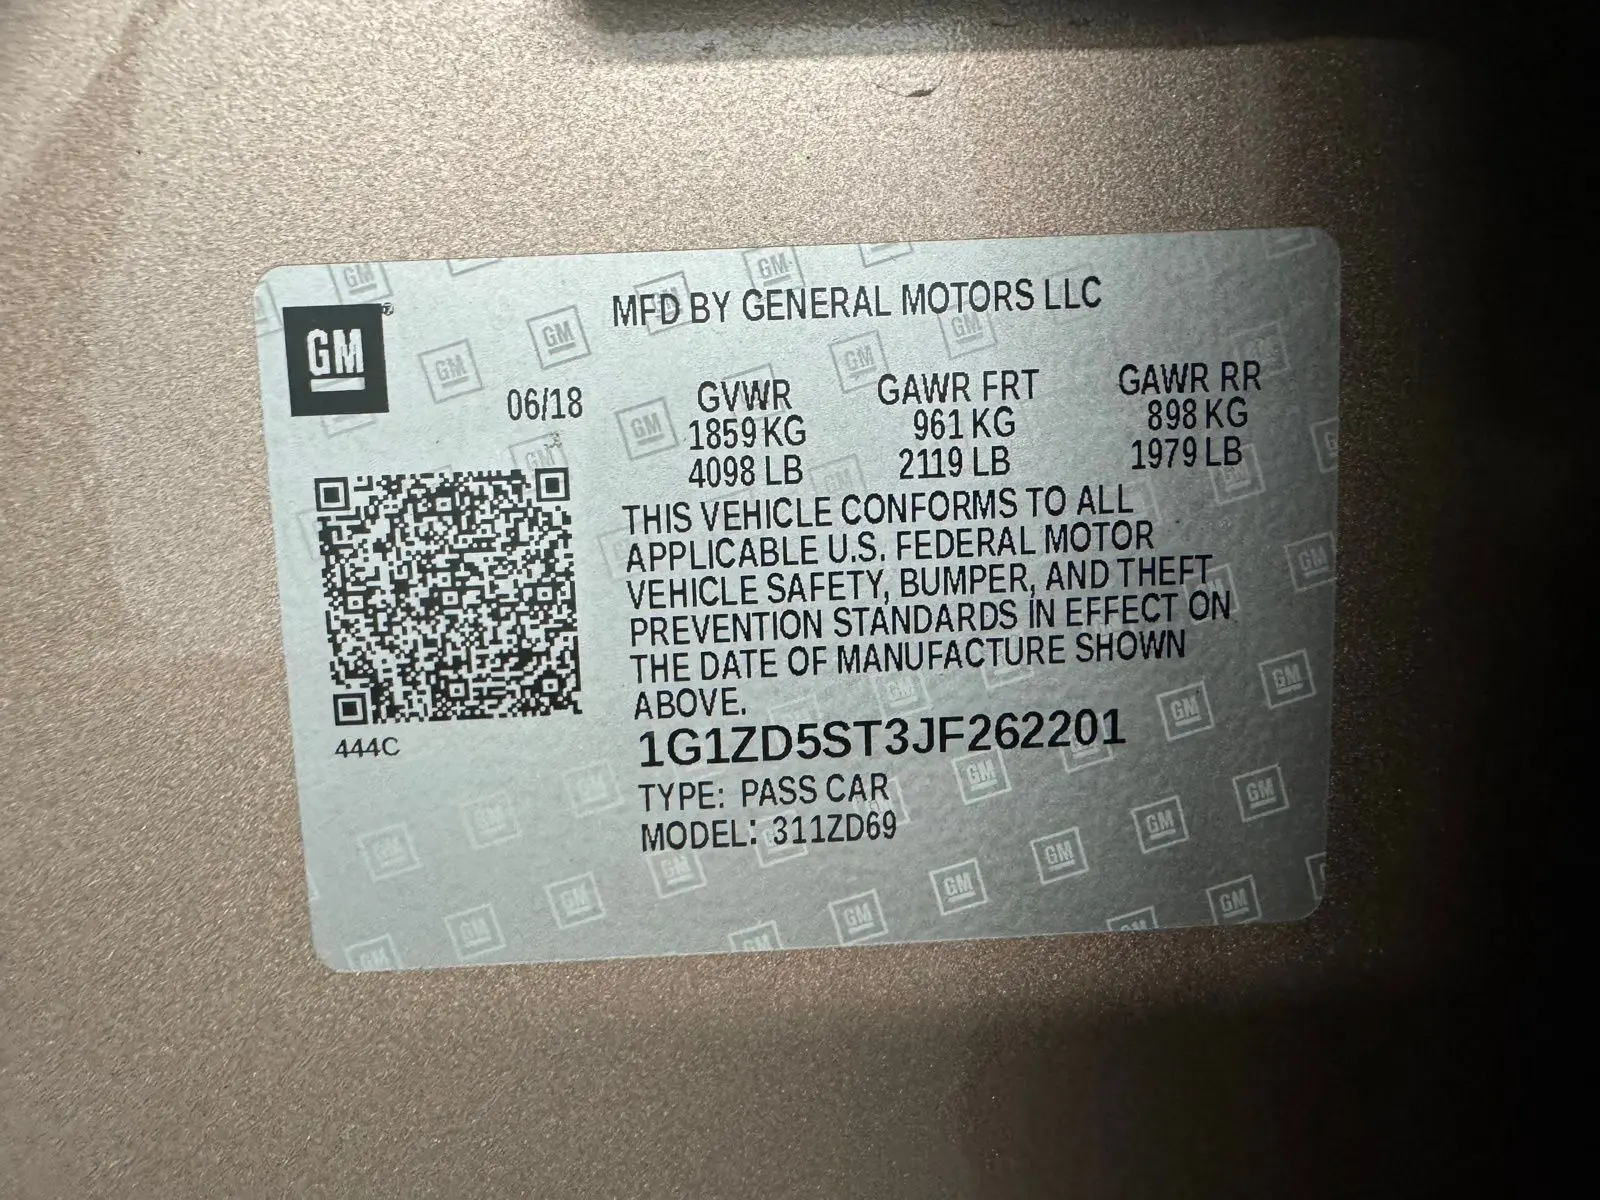 GM
MFD BY GENERAL MOTORS LLC
06/18
GVWR GAWR FRT GAWR RR
1859 KG 961 KG 898 KG
4098 LB 2119 LB 1979 LB
THIS VEHICLE CONFORMS TO ALL
APPLICABLE U.S. FEDERAL MOTOR
VEHICLE SAFETY, BUMPER, AND THEFT
PREVENTION STANDARDS IN EFFECT ON
THE DATE OF MANUFACTURE SHOWN
ABOVE.
444C
1G1ZD5ST3JF262201
TYPE: PASS CAR
MODEL: 311ZD69